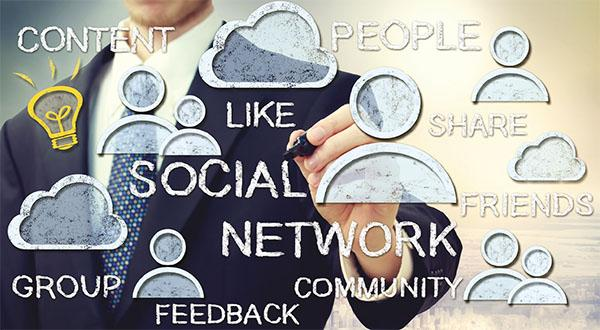 CONTENT
PEOPLE
LIKE
SHARE
SOCIAL
NETWORK
FRIENDS
GROUP
COMMUNITY
FEEDBACK